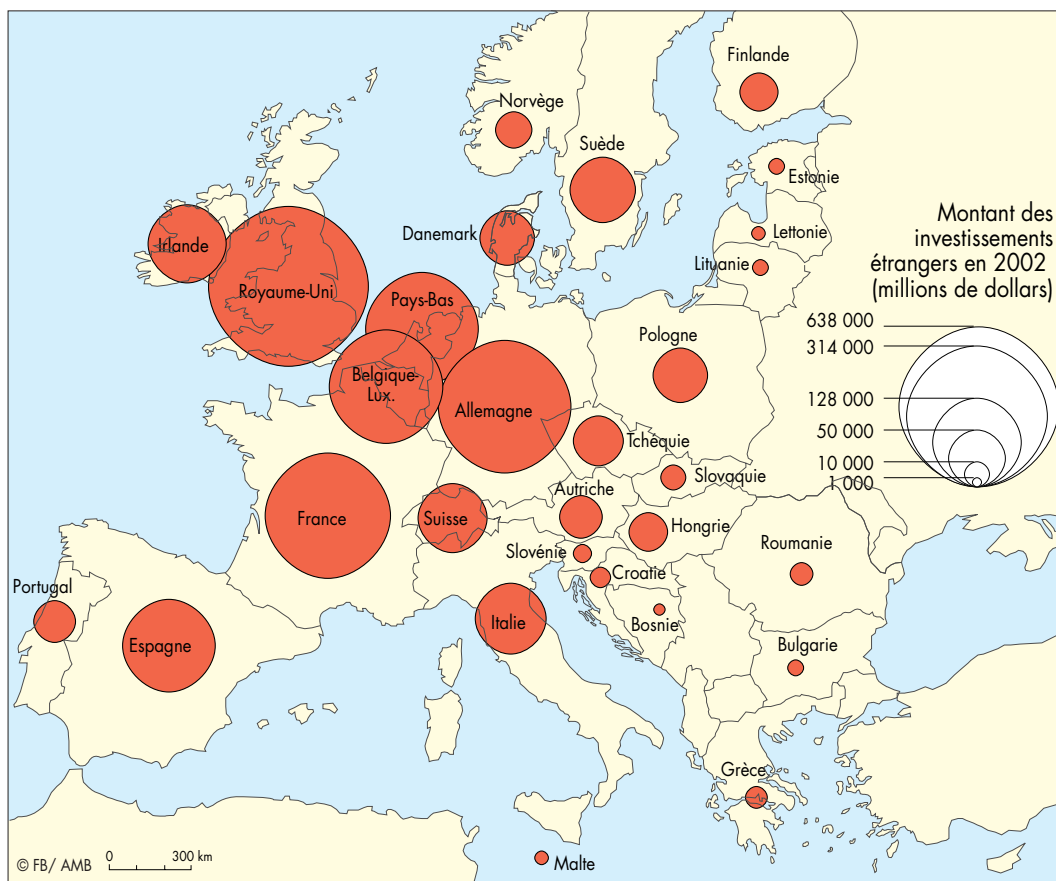 Finlande
Norvège
Suède
Estonie
Danemark
Lettonie
Lituanie
Irlande
Royaume-Uni
Pays-Bas
Pologne
Belgique-
Lux.
Allemagne
Tchèquie
Slovaquie
Autriche
France
Suisse
Hongrie
Slovénie
Roumanie
Croatie
Portugal
Espagne
Italie
Bosnie
Bulgarie
Grèce
Malte
Montant des
investissements
étrangers en 2002
(millions de dollars)
638 000
314 000
128 000
50 000
10 000
1 000
© FB/ AMB
0 300 km